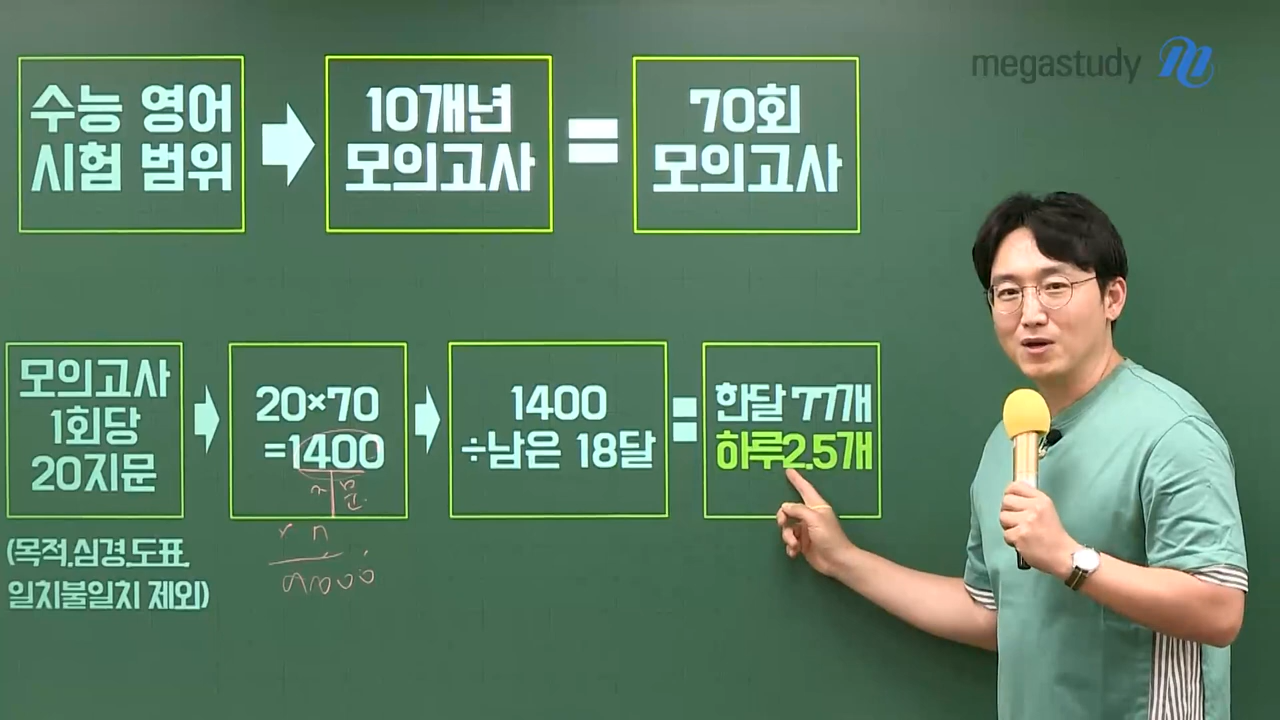 megastudy
수능 영어
시험 범위
10개년
모의고사
=
70회
모의고사
모의고사
1회당
20지문
20×70
=1400
지문
1400
÷남은 18달
=
한달 77개
하루2.5개
(목적,심경,도표,
일치불일치 제외)